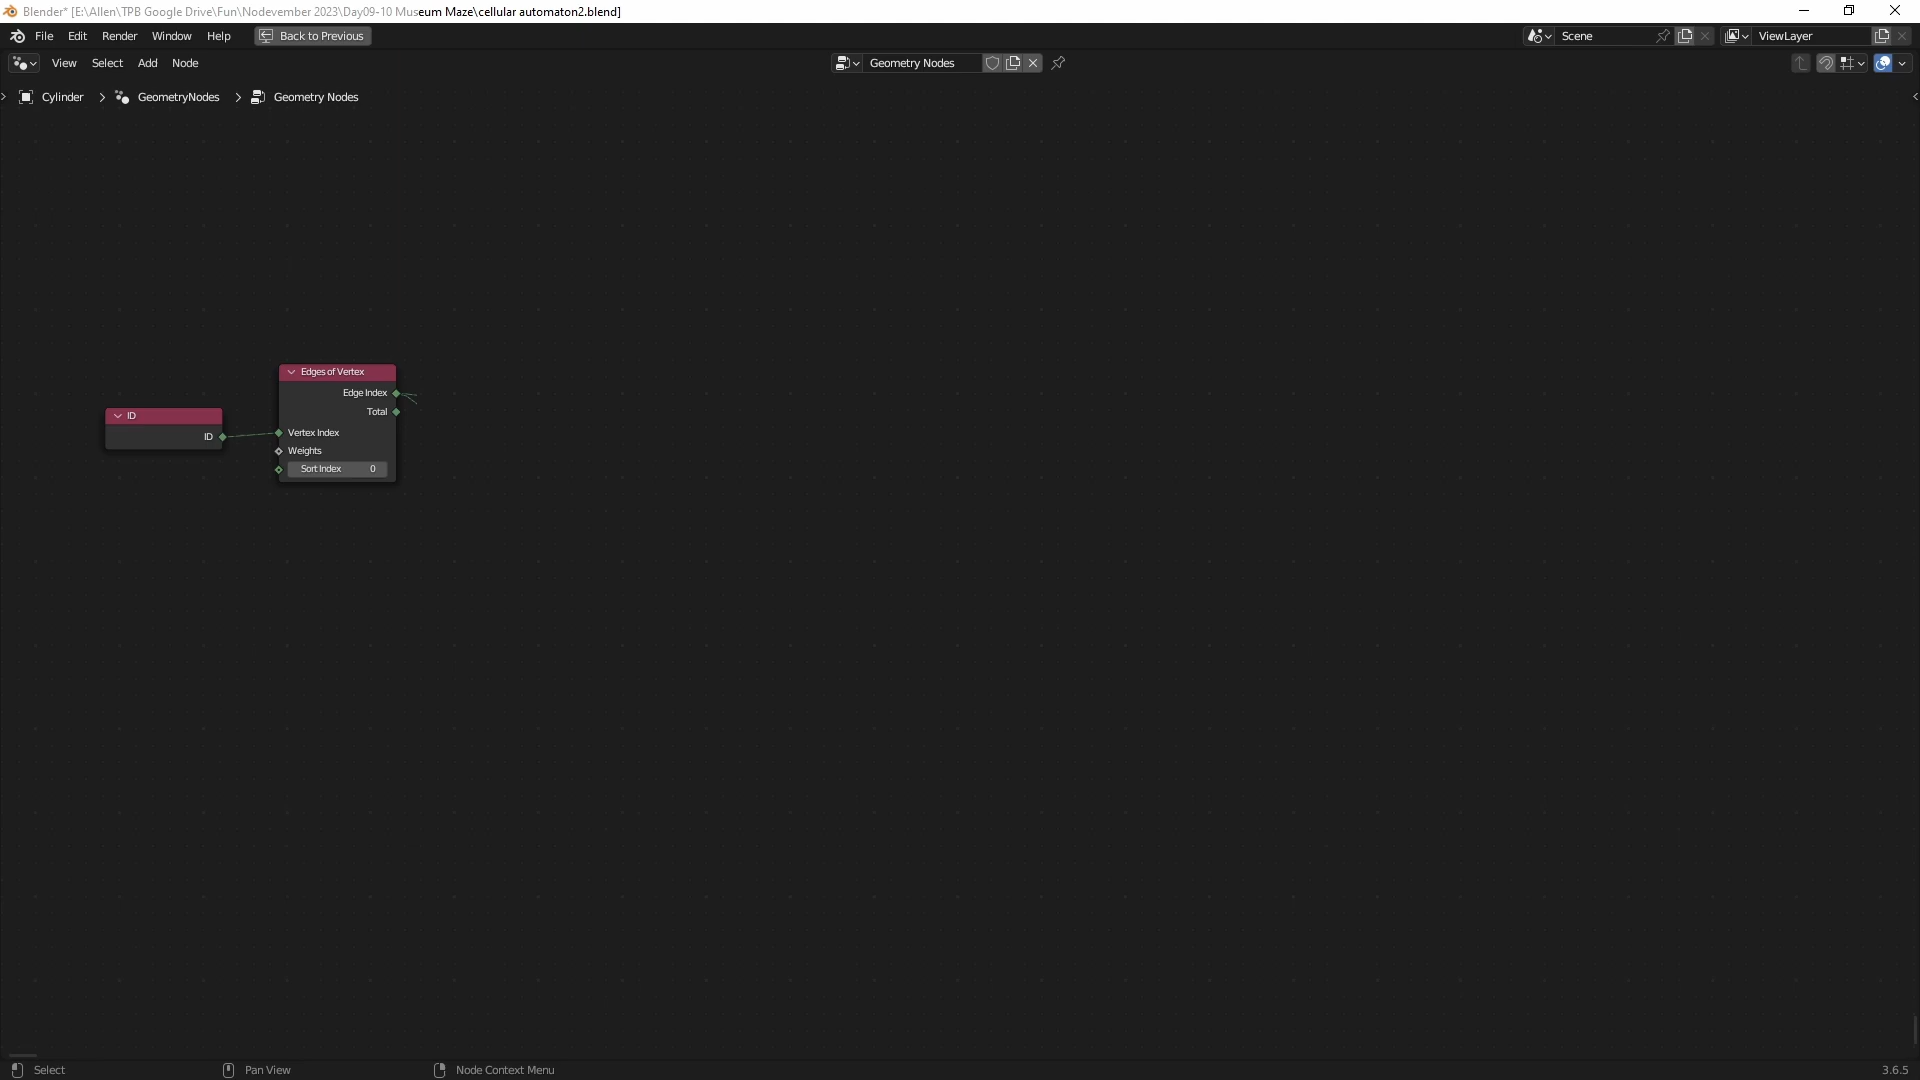 Blender* [E:\Allen\TPB Google Drive\Fun\Nodevember 2023\Day09-10 Museum Maze\cellular automaton2.blend]
File Edit Render Window Help Back to Previous Scene ViewLayer
View Select Add Node Geometry Nodes
Cylinder GeometryNodes Geometry Nodes
Edges of Vertex
Edge Index
Total
Vertex Index
Weights
Sort Index 0
ID
ID
Select Pan View Node Context Menu 3.6.5